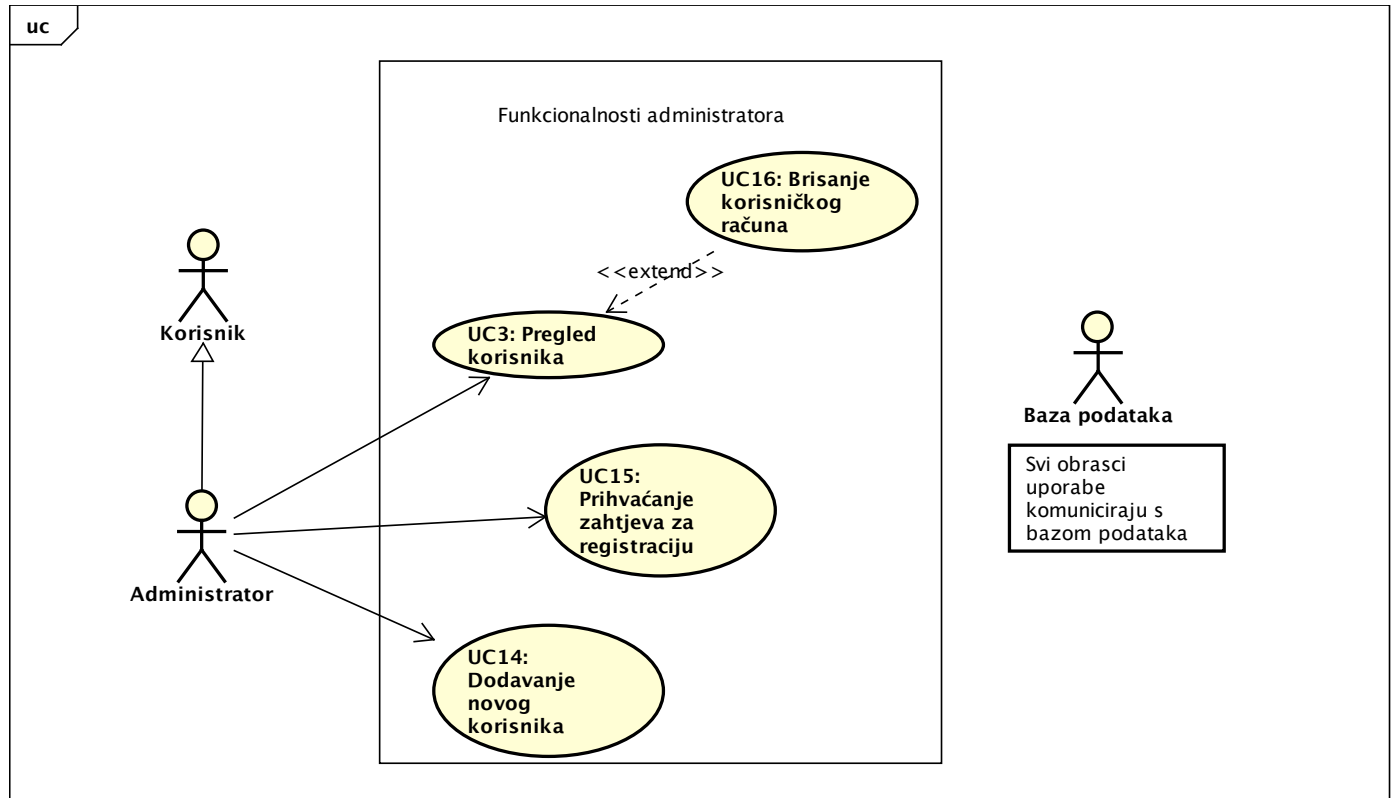 uc
Funkcionalnosti administratora
UC16: Brisanje
korisničkog
računa
<<extend>>
Korisnik
UC3: Pregled
korisnika
Baza podataka
Svi obrasci
uporabe
komuniciraju s
bazom podataka
UC15:
Prihvaćanje
zahtjeva za
registraciju
Administrator
UC14:
Dodavanje
novog
korisnika